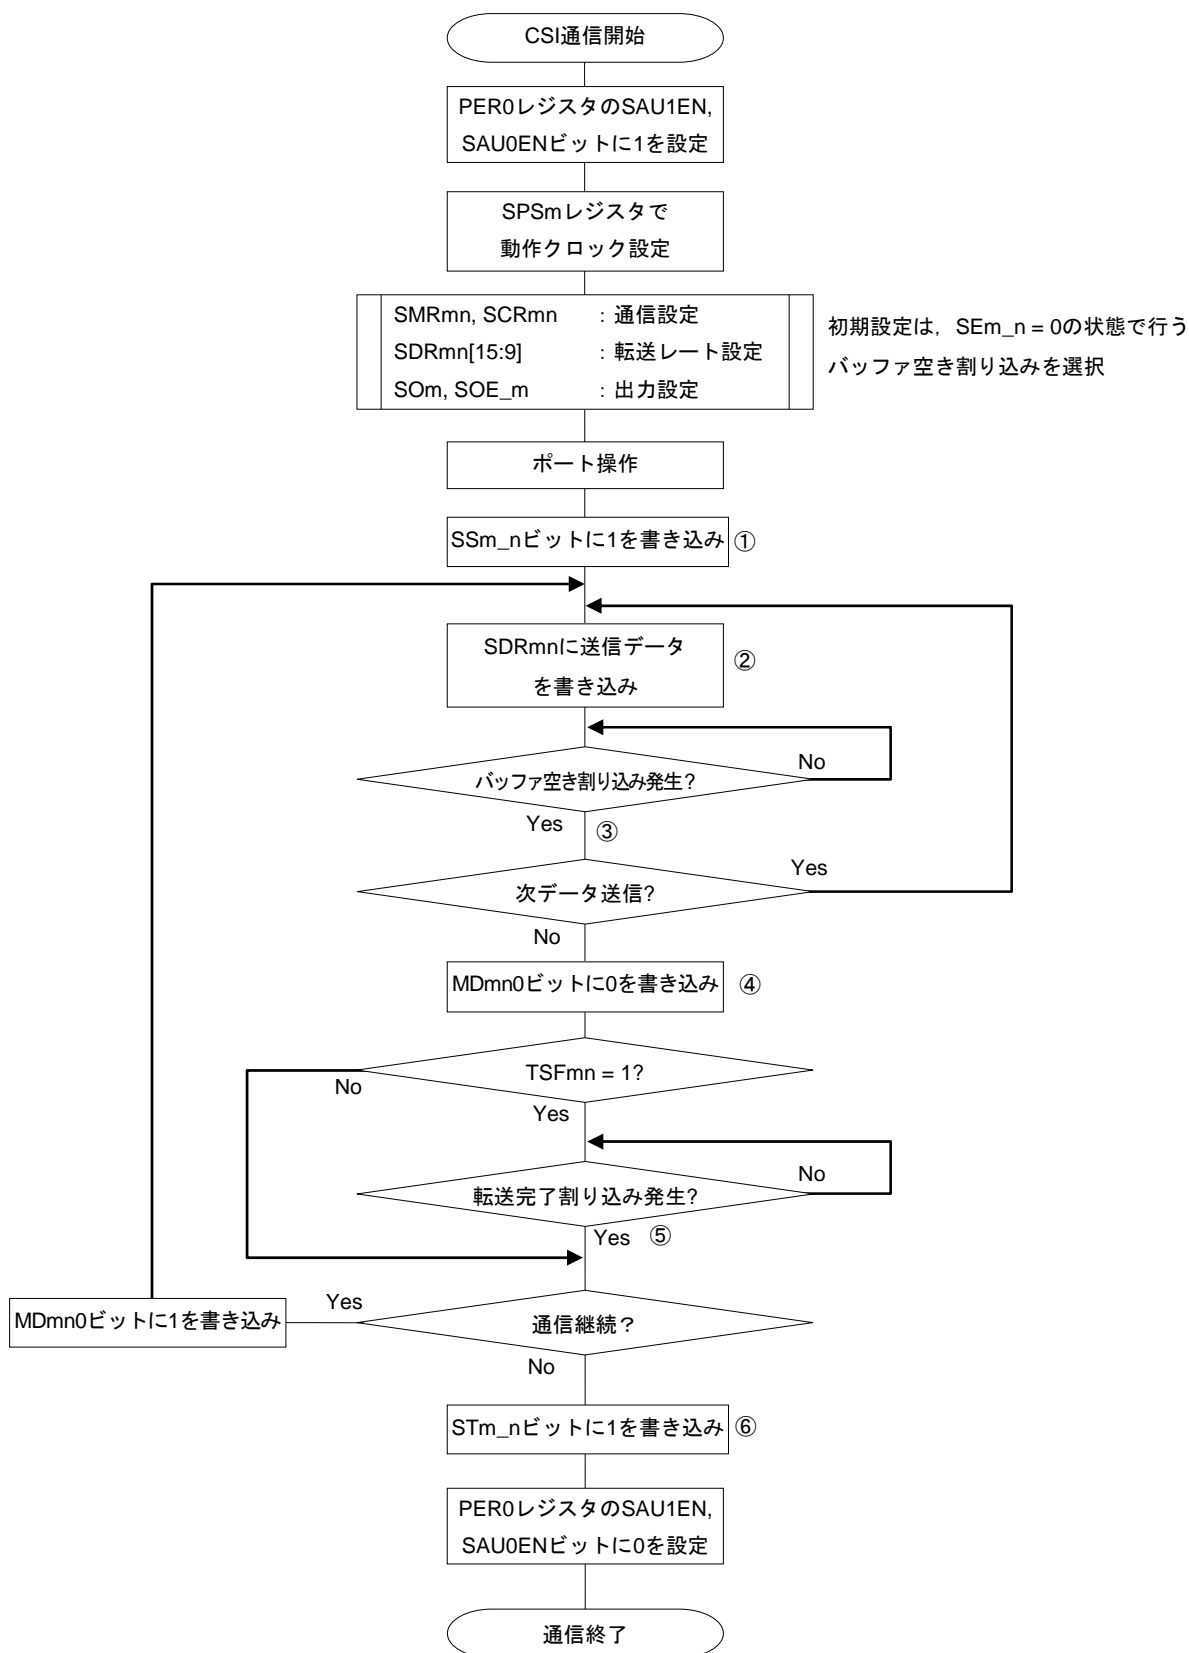 CSI通信開始
PER0レジスタのSAU1EN,
SAU0ENビットに1を設定
SPSmレジスタで
動作クロック設定
SMRmn, SCRmn : 通信設定
SDRmn[15:9] : 転送レート設定
SOm, SOE_m : 出力設定
初期設定は，SEm_n = 0の状態で行う
バッファ空き割り込みを選択
ポート操作
SSm_nビットに1を書き込み ①
SDRmnに送信データ
を書き込み
②
バッファ空き割り込み発生?
No
Yes ③
次データ送信?
Yes
No
MDmn0ビットに0を書き込み ④
TSFmn = 1?
No
Yes
転送完了割り込み発生?
No
Yes ⑤
通信継続？
Yes
MDmn0ビットに1を書き込み
No
STm_nビットに1を書き込み ⑥
PER0レジスタのSAU1EN,
SAU0ENビットに0を設定
通信終了